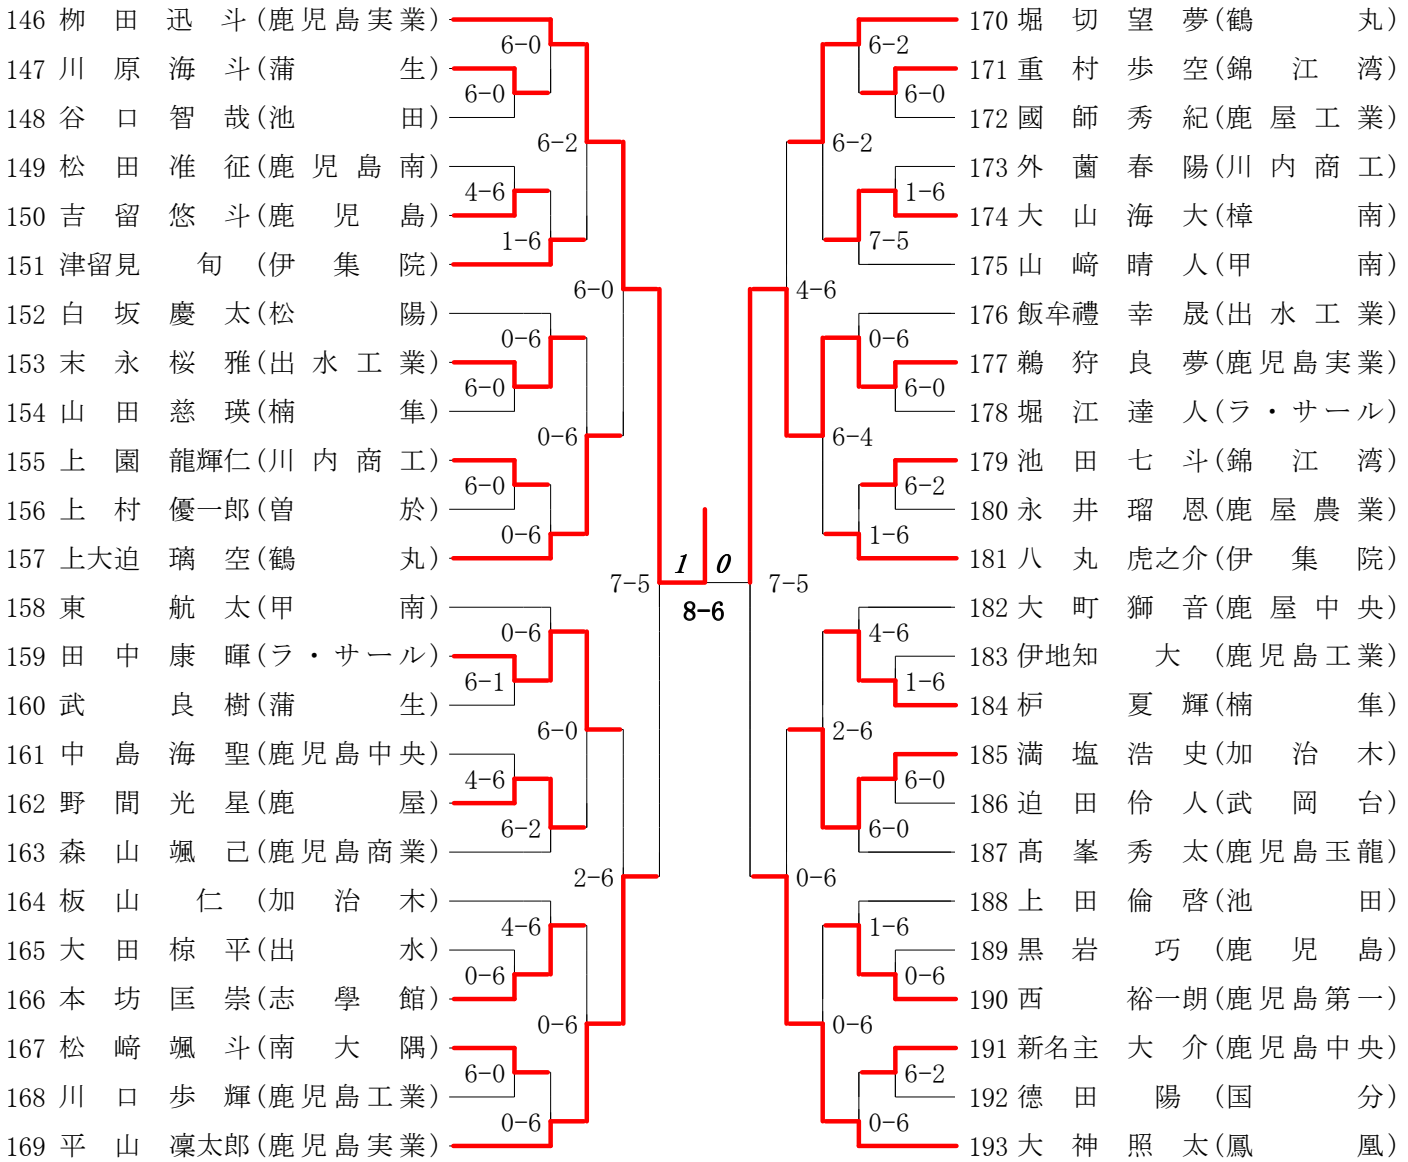 146 栁田迅斗(鹿児島実業)
6-0
147 川原海斗(蒲生)
6-0
148 谷口智哉(池田)
6-2
149 松田准征(鹿児島南)
4-6
150 吉留悠斗(鹿児島)
1-6
151 津留見旬(伊集院)
6-0
152 白坂慶太(松陽)
0-6
153 末永桜雅(出水工業)
6-0
154 山田慈瑛(楠隼)
0-6
155 上園龍輝仁(川内商工)
6-0
156 上村優一郎(曽於)
0-6
157 上大迫璃空(鶴丸)
7-5
158 東航太(甲南)
0-6
159 田中康暉(ラ・サール)
6-1
160 武良樹(蒲生)
6-0
161 中島海聖(鹿児島中央)
4-6
162 野間光星(鹿屋)
6-2
163 森山颯己(鹿児島商業)
2-6
164 板山仁(加治木)
4-6
165 大田椋平(出水)
0-6
166 本坊匡崇(志學館)
0-6
167 松﨑颯斗(南大隅)
6-0
168 川口歩輝(鹿児島工業)
0-6
169 平山凜太郎(鹿児島実業)
1 0
8-6
170 堀切望夢(鶴丸)
6-2
171 重村歩空(錦江湾)
6-0
172 國師秀紀(鹿屋工業)
6-2
173 外薗春陽(川内商工)
1-6
174 大山海大(樟南)
7-5
175 山﨑晴人(甲南)
4-6
176 飯牟禮幸晟(出水工業)
0-6
177 鵜狩良夢(鹿児島実業)
6-0
178 堀江達人(ラ・サール)
6-4
179 池田七斗(錦江湾)
6-2
180 永井瑠恩(鹿屋農業)
1-6
181 八丸虎之介(伊集院)
7-5
182 大町獅音(鹿屋中央)
4-6
183 伊地知大(鹿児島工業)
1-6
184 枦夏輝(楠隼)
2-6
185 満塩浩史(加治木)
6-0
186 迫田伶人(武岡台)
6-0
187 髙峯秀太(鹿児島玉龍)
0-6
188 上田倫啓(池田)
1-6
189 黒岩巧(鹿児島)
0-6
190 西裕一朗(鹿児島第一)
0-6
191 新名主大介(鹿児島中央)
6-2
192 德田陽(国分)
0-6
193 大神照太(鳳凰)